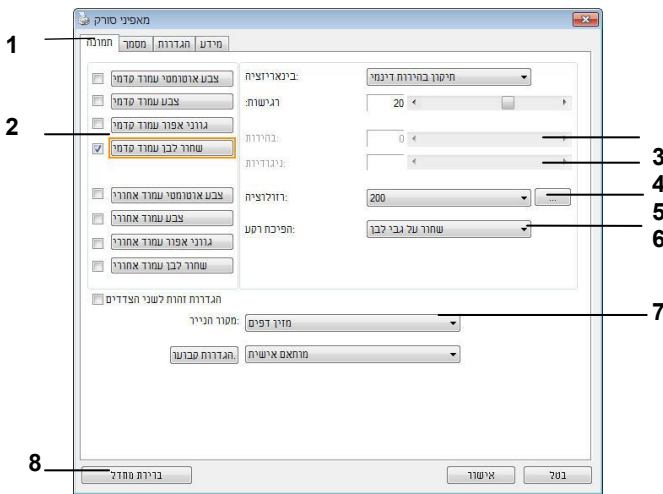 מאפייני סורק
תמונה מסמך הגדרות מידע
1
צבע אוטומטי עמוד קדמי
צבע עמוד קדמי
גווני אפור עמוד קדמי
שחור לבן עמוד קדמי
2
צבע אוטומטי עמוד אחורי
צבע עמוד אחורי
גווני אפור עמוד אחורי
שחור לבן עמוד אחורי
:בינאריזציה תיקון בהירות דינמי
רגישות: 20
:בהירות 0
:ניגודיות
3
:רזולוציה 200 ...
4
5
:הפיכת רקע שחור על גבי לבן
6
הגדרות זהות לשני הצדדים
:מקור הנייר מזין דפים
7
.הגדרות קבוער מותאם אישית
8
ברירת מחדל אישור בטל